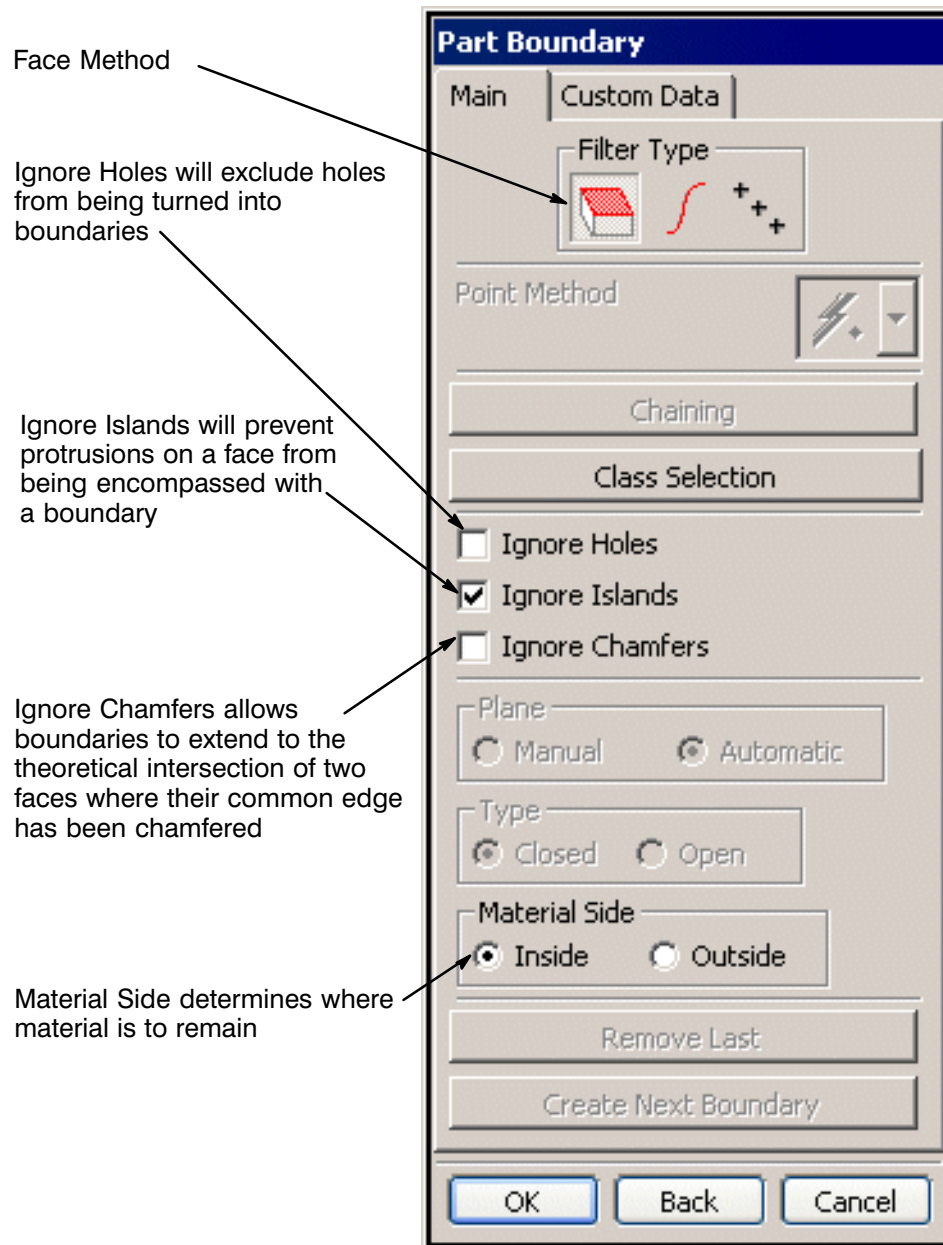 Part Boundary
Face Method
Main
Custom Data
Filter Type
Ignore Holes will exclude holes
from being turned into
boundaries
Point Method
Chaining
Ignore Islands will prevent
protrusions on a face from
being encompassed with
a boundary
Class Selection
Ignore Holes
Ignore Islands
Ignore Chamfers
Ignore Chamfers allows
boundaries to extend to the
theoretical intersection of two
faces where their common edge
has been chamfered
Plane
Manual
Automatic
Type
Closed
Open
Material Side
Inside
Outside
Material Side determines where
material is to remain
Remove Last
Create Next Boundary
OK
Back
Cancel